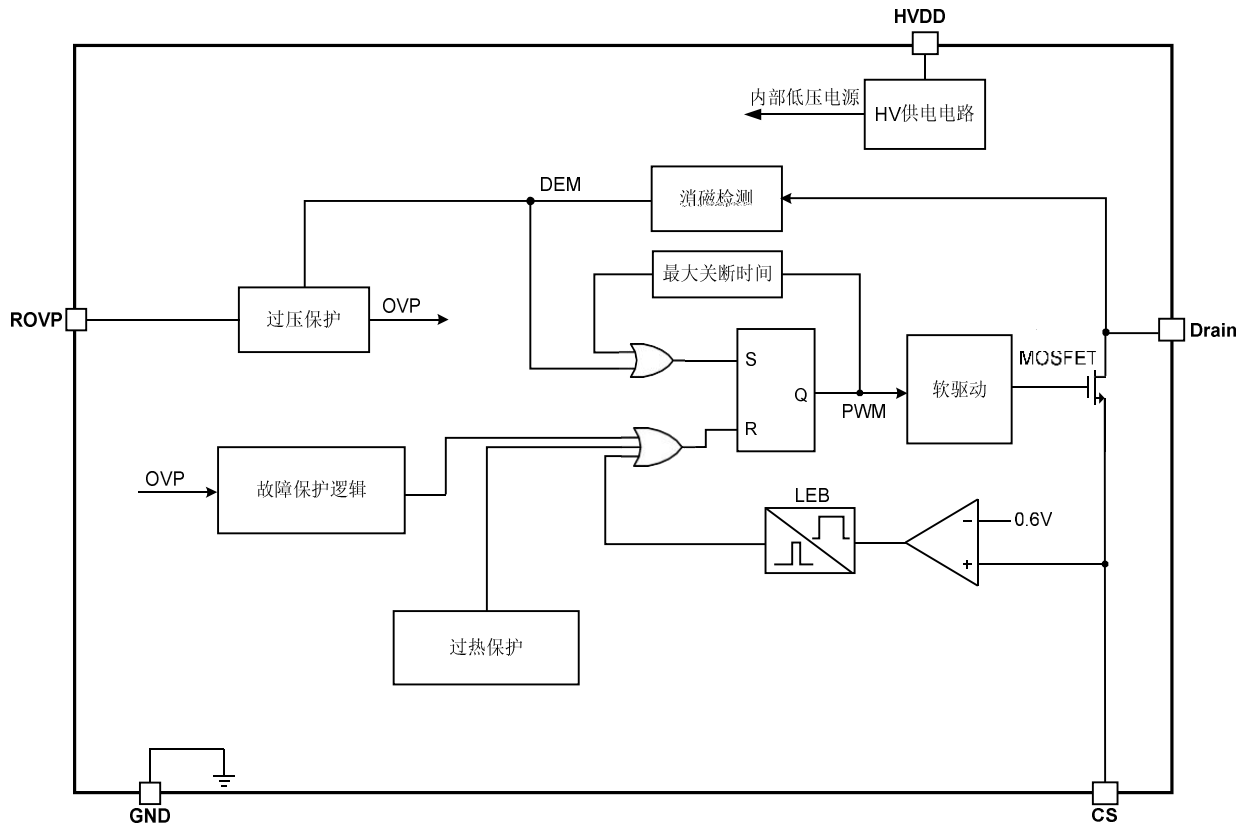 HVDD
内部低压电源
HV供电电路
DEM
消磁检测
最大关断时间
ROVP
过压保护
OVP
Drain
S
Q
R
PWM
软驱动
MOSFET
OVP
故障保护逻辑
LEB
0.6V
过热保护
GND
CS